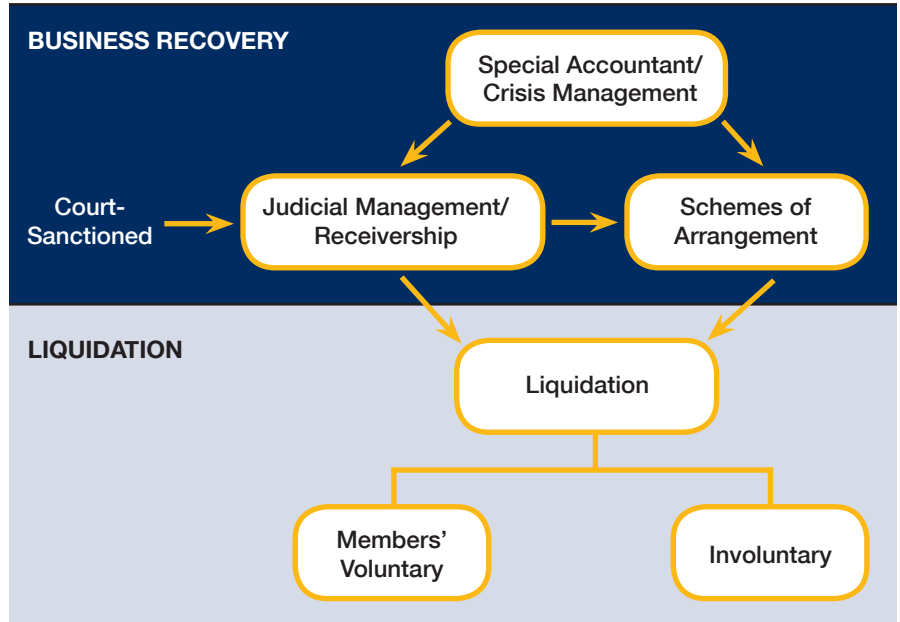 BUSINESS RECOVERY
Special Accountant/
Crisis Management
Court-
Sanctioned
Judicial Management/
Receivership
Schemes of
Arrangement
LIQUIDATION
Liquidation
Members’
Voluntary
Involuntary